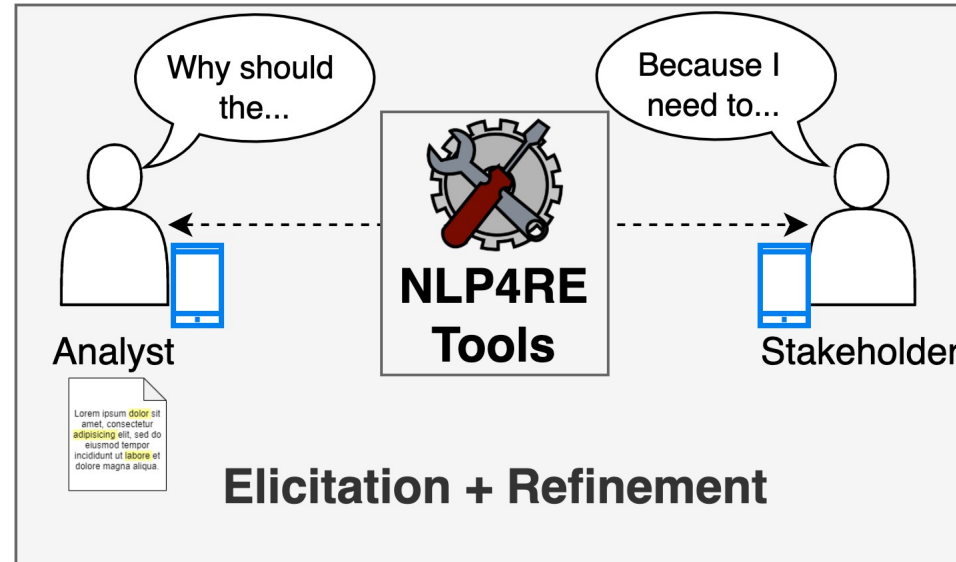 Why should
the...
Because I
need to...
NLP4RE
Tools
Analyst
Stakeholder
Lorem ipsum dolor sit
amet, consectetur
adipisicing elit, sed do
eiusmod tempor
incididunt ut labore et
dolore magna aliqua.
Elicitation + Refinement